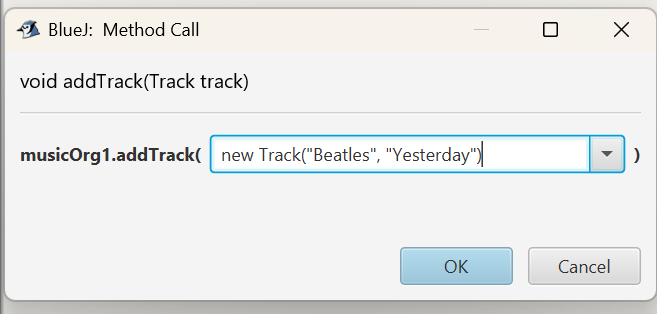 BlueJ:  Method Call
void addTrack(Track track)
musicOrg1.addTrack( new Track("Beatles", "Yesterday") )
OK Cancel